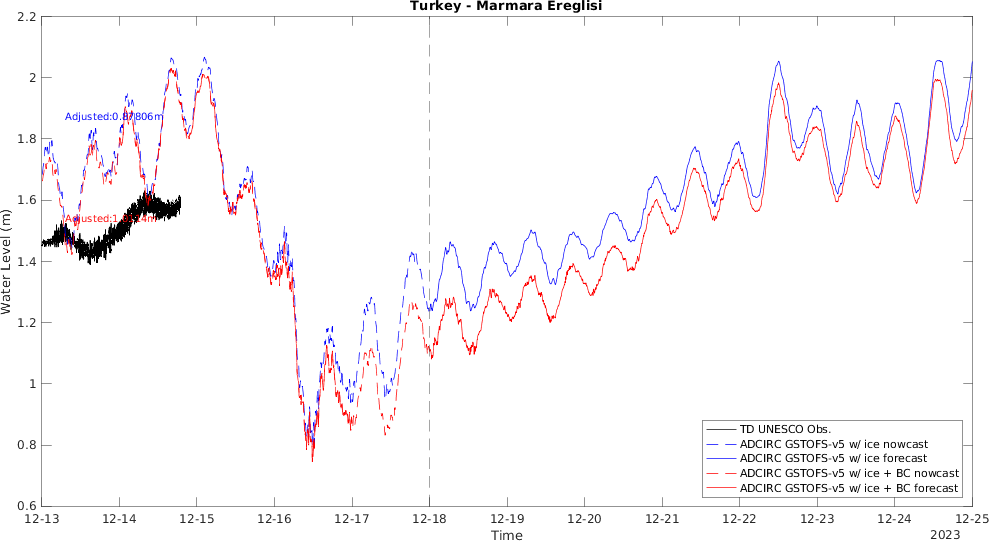 Turkey - Marmara Ereglisi
2.2
2
1.8
1.6
1.4
1.2
1
0.8
0.6
Water Level (m)
Adjusted:0.87806m
TD UNESCO Obs.
ADCIRC GSTOFS-v5 w/ ice nowcast
ADCIRC GSTOFS-v5 w/ ice forecast
ADCIRC GSTOFS-v5 w/ ice + BC nowcast
ADCIRC GSTOFS-v5 w/ ice + BC forecast
12-13 12-14 12-15 12-16 12-17 12-18 12-19 12-20 12-21 12-22 12-23 12-24 12-25
Time
2023